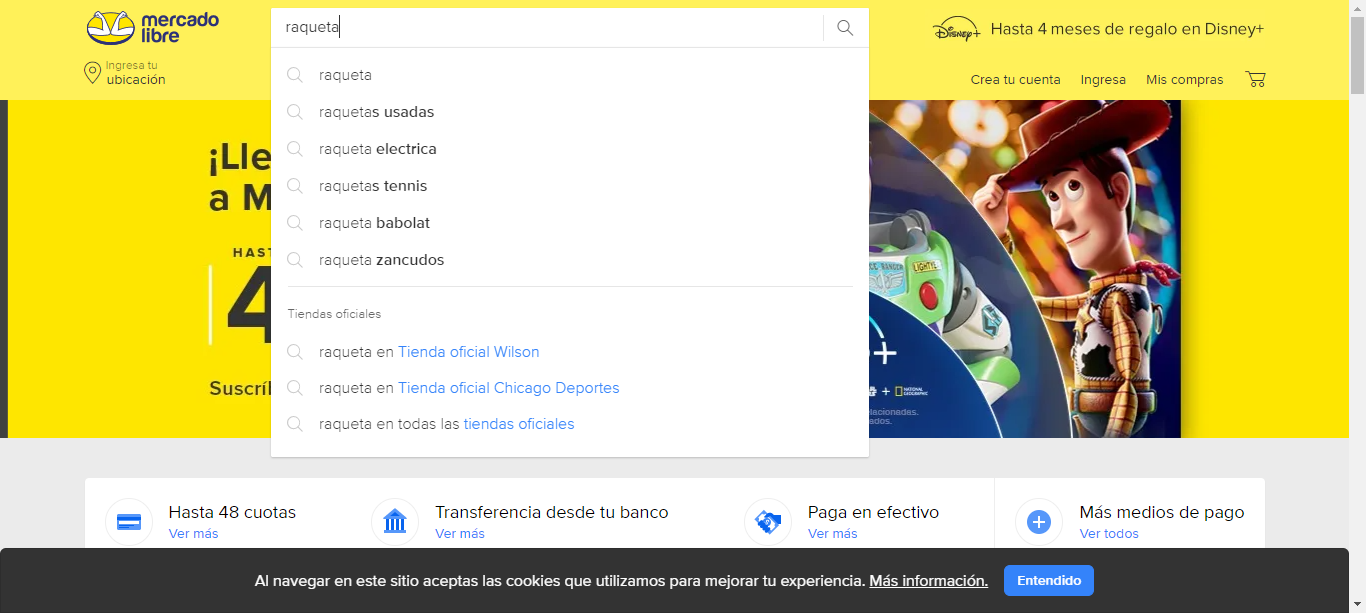 mercado
libre
raqueta
Disney+
Hasta 4 meses de regalo en Disney+
Ingresa tu
ubicación
Crea tu cuenta
Ingresa
Mis compras
raqueta
raquetas usadas
raqueta electrica
raquetas tennis
raqueta babolat
raqueta zancudos
Tiendas oficiales
raqueta en Tienda oficial Wilson
raqueta en Tienda oficial Chicago Deportes
raqueta en todas las tiendas oficiales
¡Lle
a M
HAST
4
Suscríb
LIGHTYE
+
+ NATIONAL
GEOGRAPHIC
lacionadas.
ados.
Hasta 48 cuotas
Ver más
Transferencia desde tu banco
Ver más
Paga en efectivo
Ver más
Más medios de pago
Ver todos
Al navegar en este sitio aceptas las cookies que utilizamos para mejorar tu experiencia. Más información.
Entendido